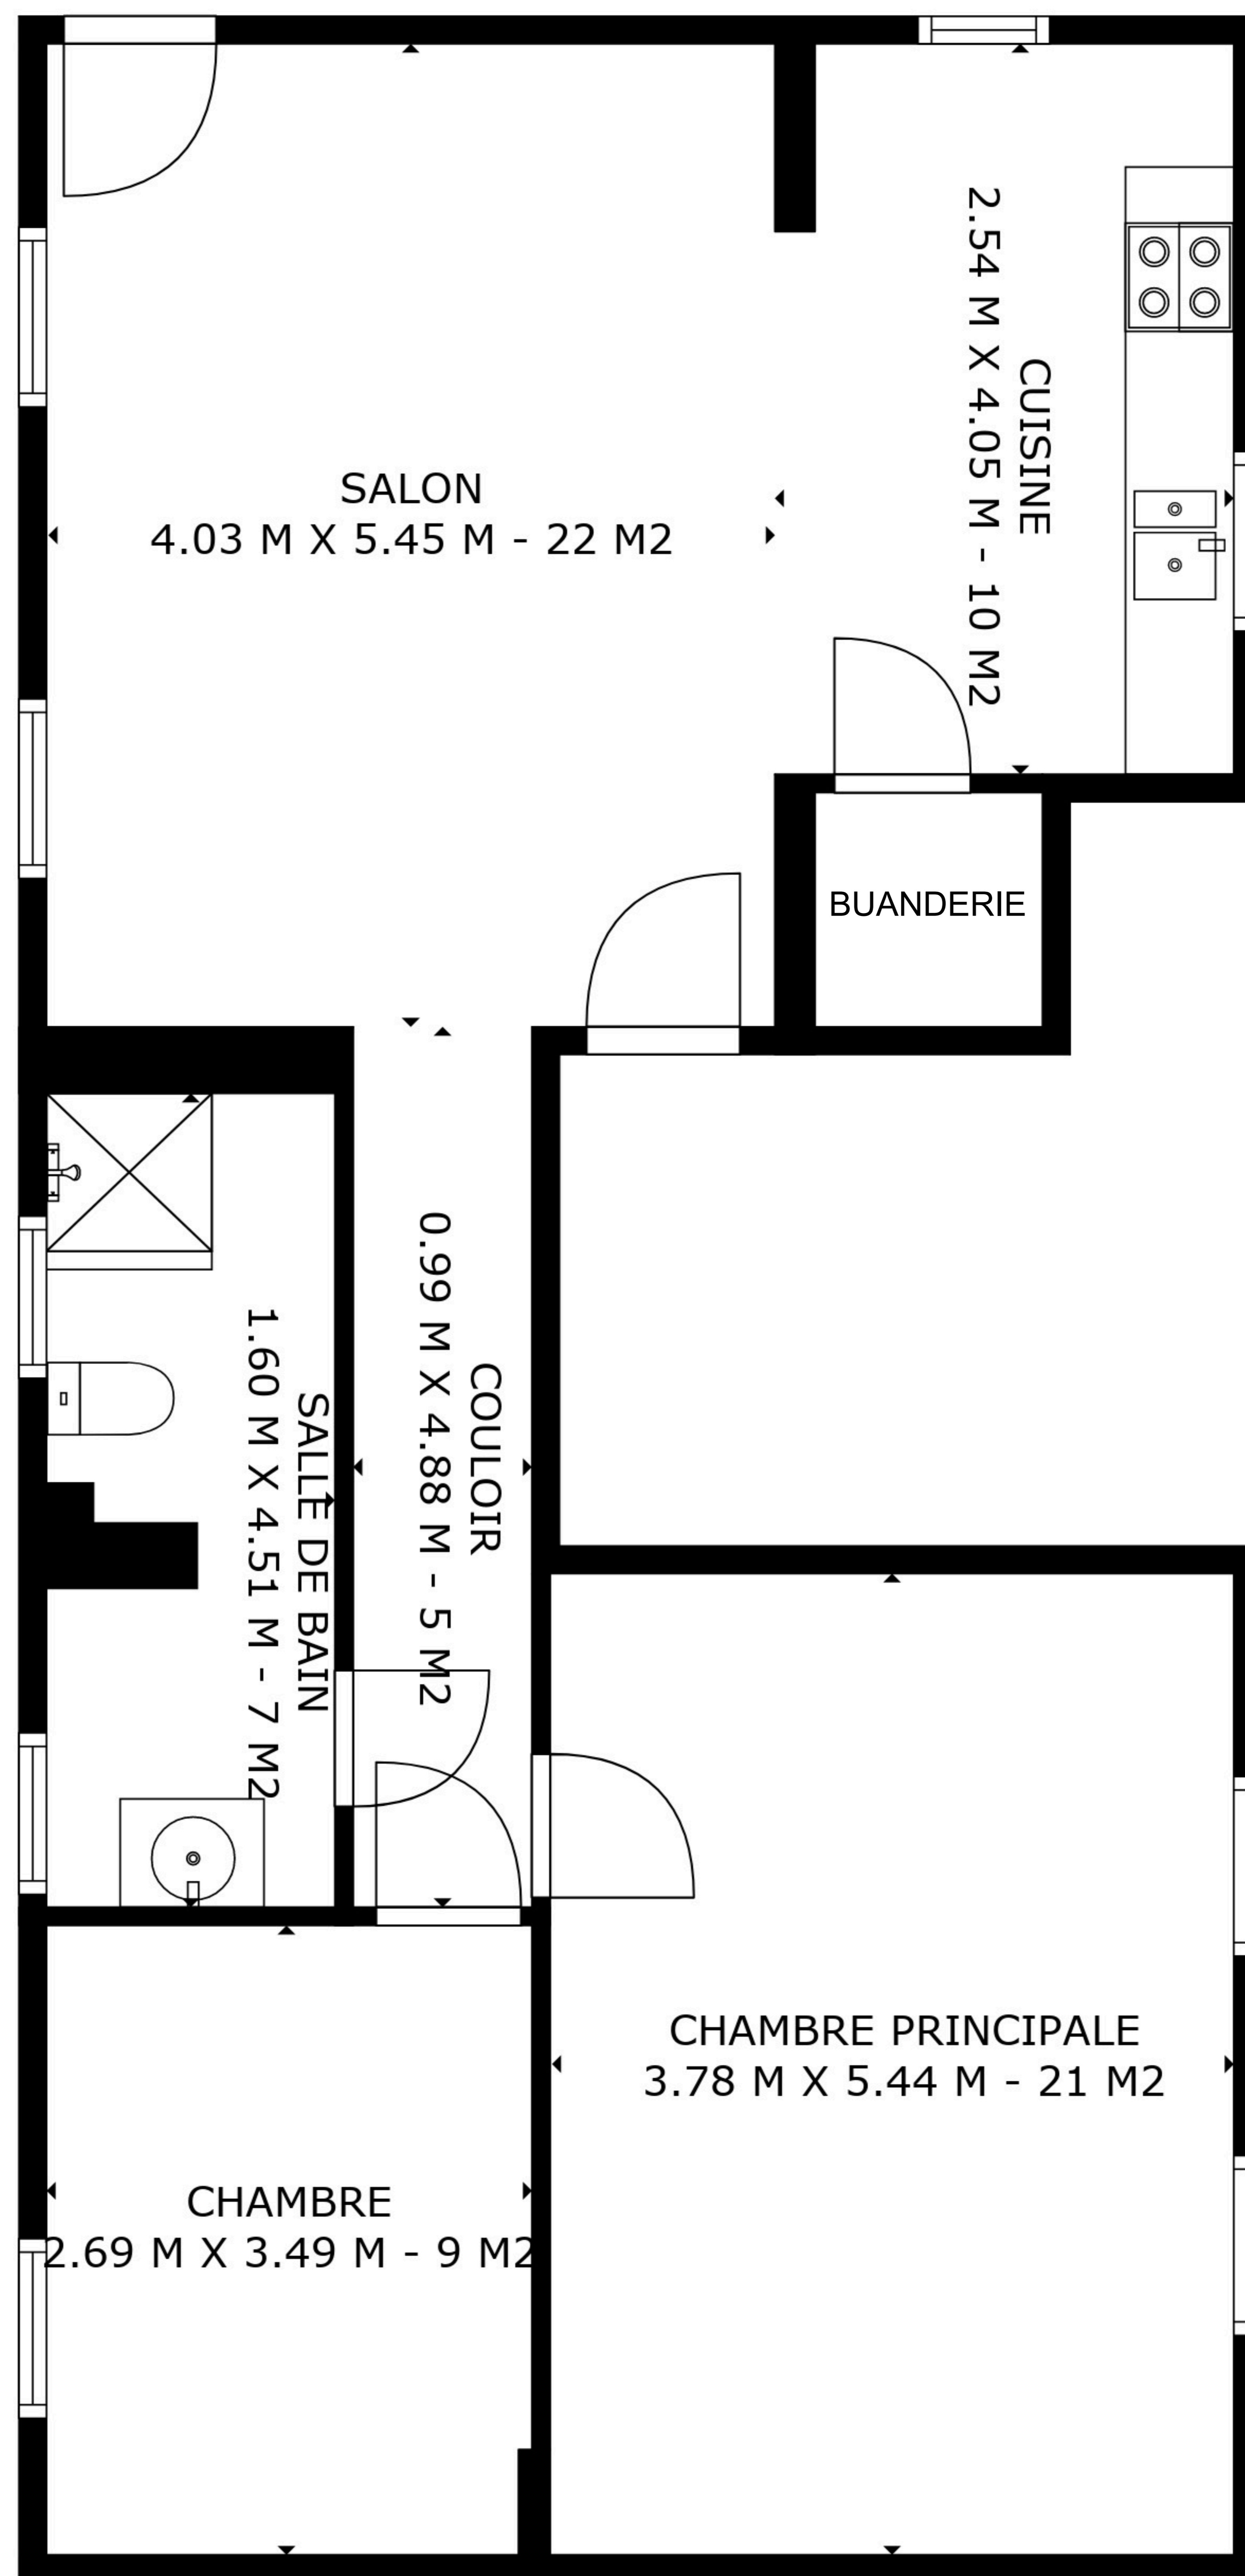 SALON
4.03 M X 5.45 M - 22 M2
CUISINE
2.54 M X 4.05 M - 10 M2
BUANDERIE
COULOIR
0.99 M X 4.88 M - 5 M2
SALLE DE BAIN
1.60 M X 4.51 M - 7 M2
CHAMBRE PRINCIPALE
3.78 M X 5.44 M - 21 M2
CHAMBRE
2.69 M X 3.49 M - 9 M2